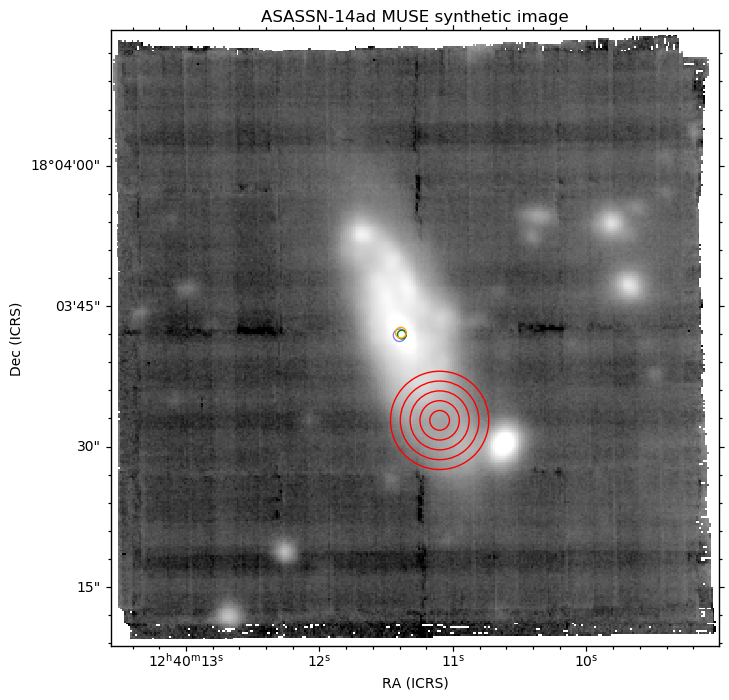 ASASSN-14ad MUSE synthetic image
18°04'00"
03'45"
30"
15"
Dec (ICRS)
12ʰ40ᵐ13ˢ
12ˢ
11ˢ
10ˢ
RA (ICRS)